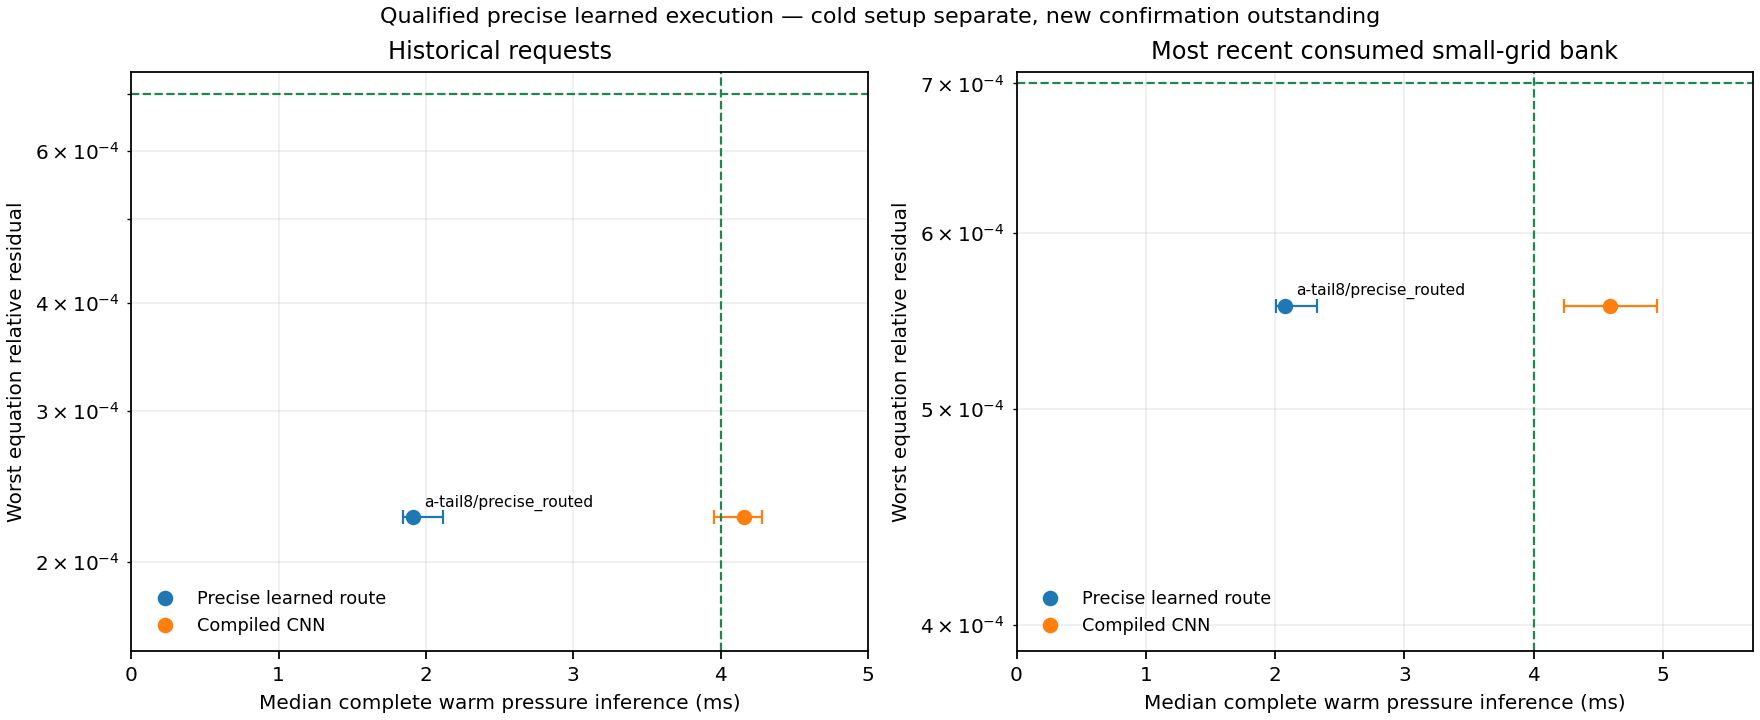 Qualified precise learned execution — cold setup separate, new confirmation outstanding
Historical requests
Worst equation relative residual
6 × 10⁻⁴
4 × 10⁻⁴
3 × 10⁻⁴
2 × 10⁻⁴
a-tail8/precise_routed
Precise learned route
Compiled CNN
0 1 2 3 4 5
Median complete warm pressure inference (ms)
Most recent consumed small-grid bank
Worst equation relative residual
7 × 10⁻⁴
6 × 10⁻⁴
5 × 10⁻⁴
4 × 10⁻⁴
a-tail8/precise_routed
Precise learned route
Compiled CNN
0 1 2 3 4 5
Median complete warm pressure inference (ms)